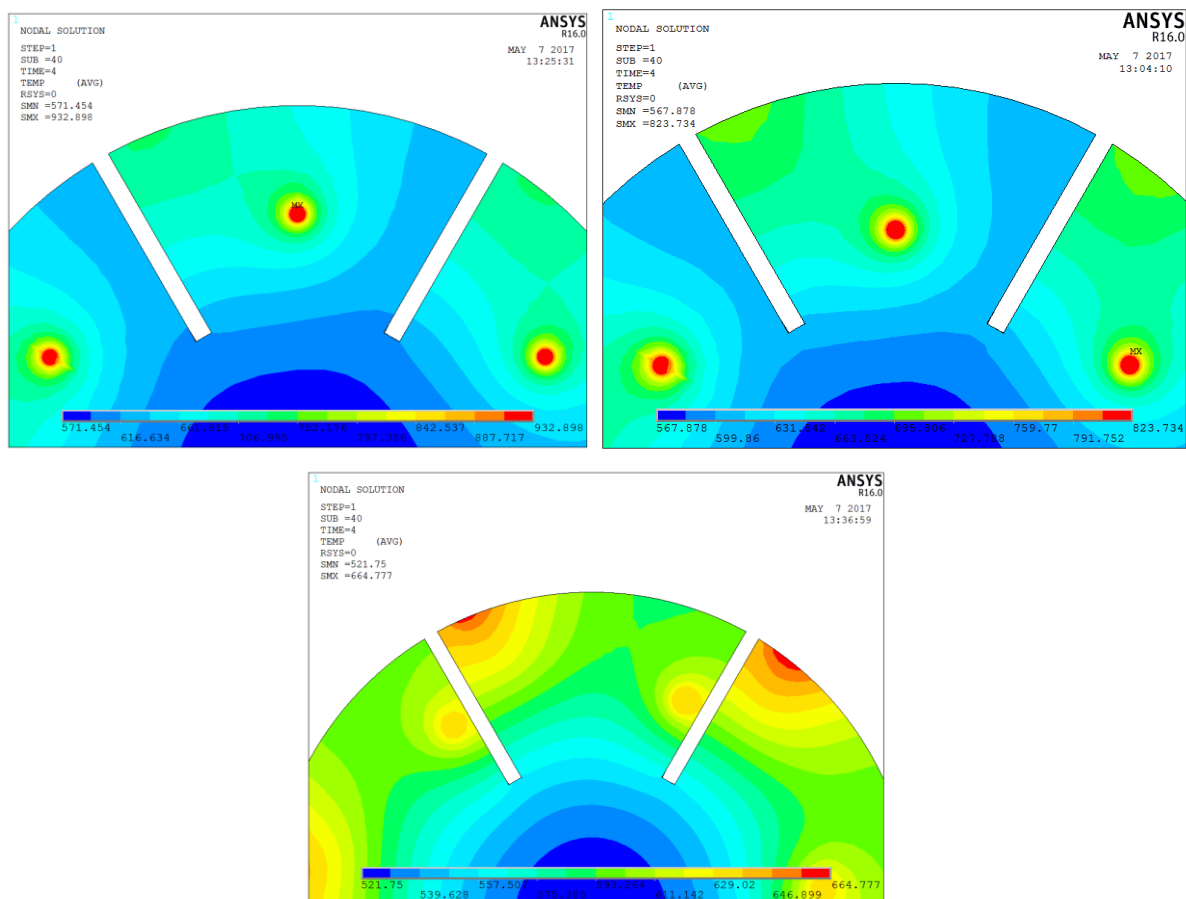 1
ANSYS
R16.0
NODAL SOLUTION
MAY 7 2017
13:25:31
STEP=1
SUB =40
TIME=4
TEMP (AVG)
RSYS=0
SMN =571.454
SMX =932.898
MX
571.454 752.176 842.537 932.898
616.634 706.995 797.356 887.717
1
ANSYS
R16.0
NODAL SOLUTION
MAY 7 2017
13:04:10
STEP=1
SUB =40
TIME=4
TEMP (AVG)
RSYS=0
SMN =567.878
SMX =823.734
MX
567.878 631.842 695.806 759.77 823.734
599.86 663.824 727.788 791.752
1
ANSYS
R16.0
NODAL SOLUTION
MAY 7 2017
13:36:59
STEP=1
SUB =40
TIME=4
TEMP (AVG)
RSYS=0
SMN =521.75
SMX =664.777
521.75 557.507 593.264 629.02 664.777
539.628 611.142 646.899